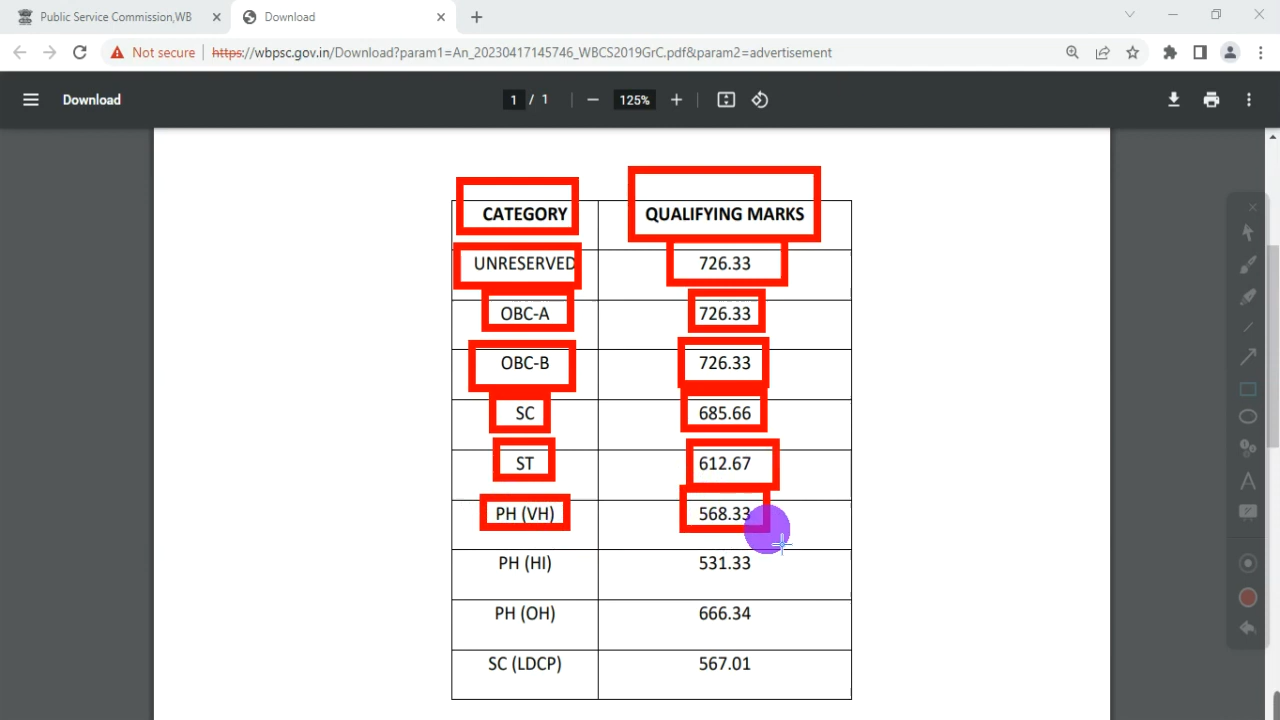 Public Service Commission,WB
Download
Not secure https://wbpsc.gov.in/Download?param1=An_20230417145746_WBCS2019GrC.pdf&param2=advertisement
Download 1 / 1 125%
CATEGORY QUALIFYING MARKS
UNRESERVED 726.33
OBC-A 726.33
OBC-B 726.33
SC 685.66
ST 612.67
PH (VH) 568.33
PH (HI) 531.33
PH (OH) 666.34
SC (LDCP) 567.01